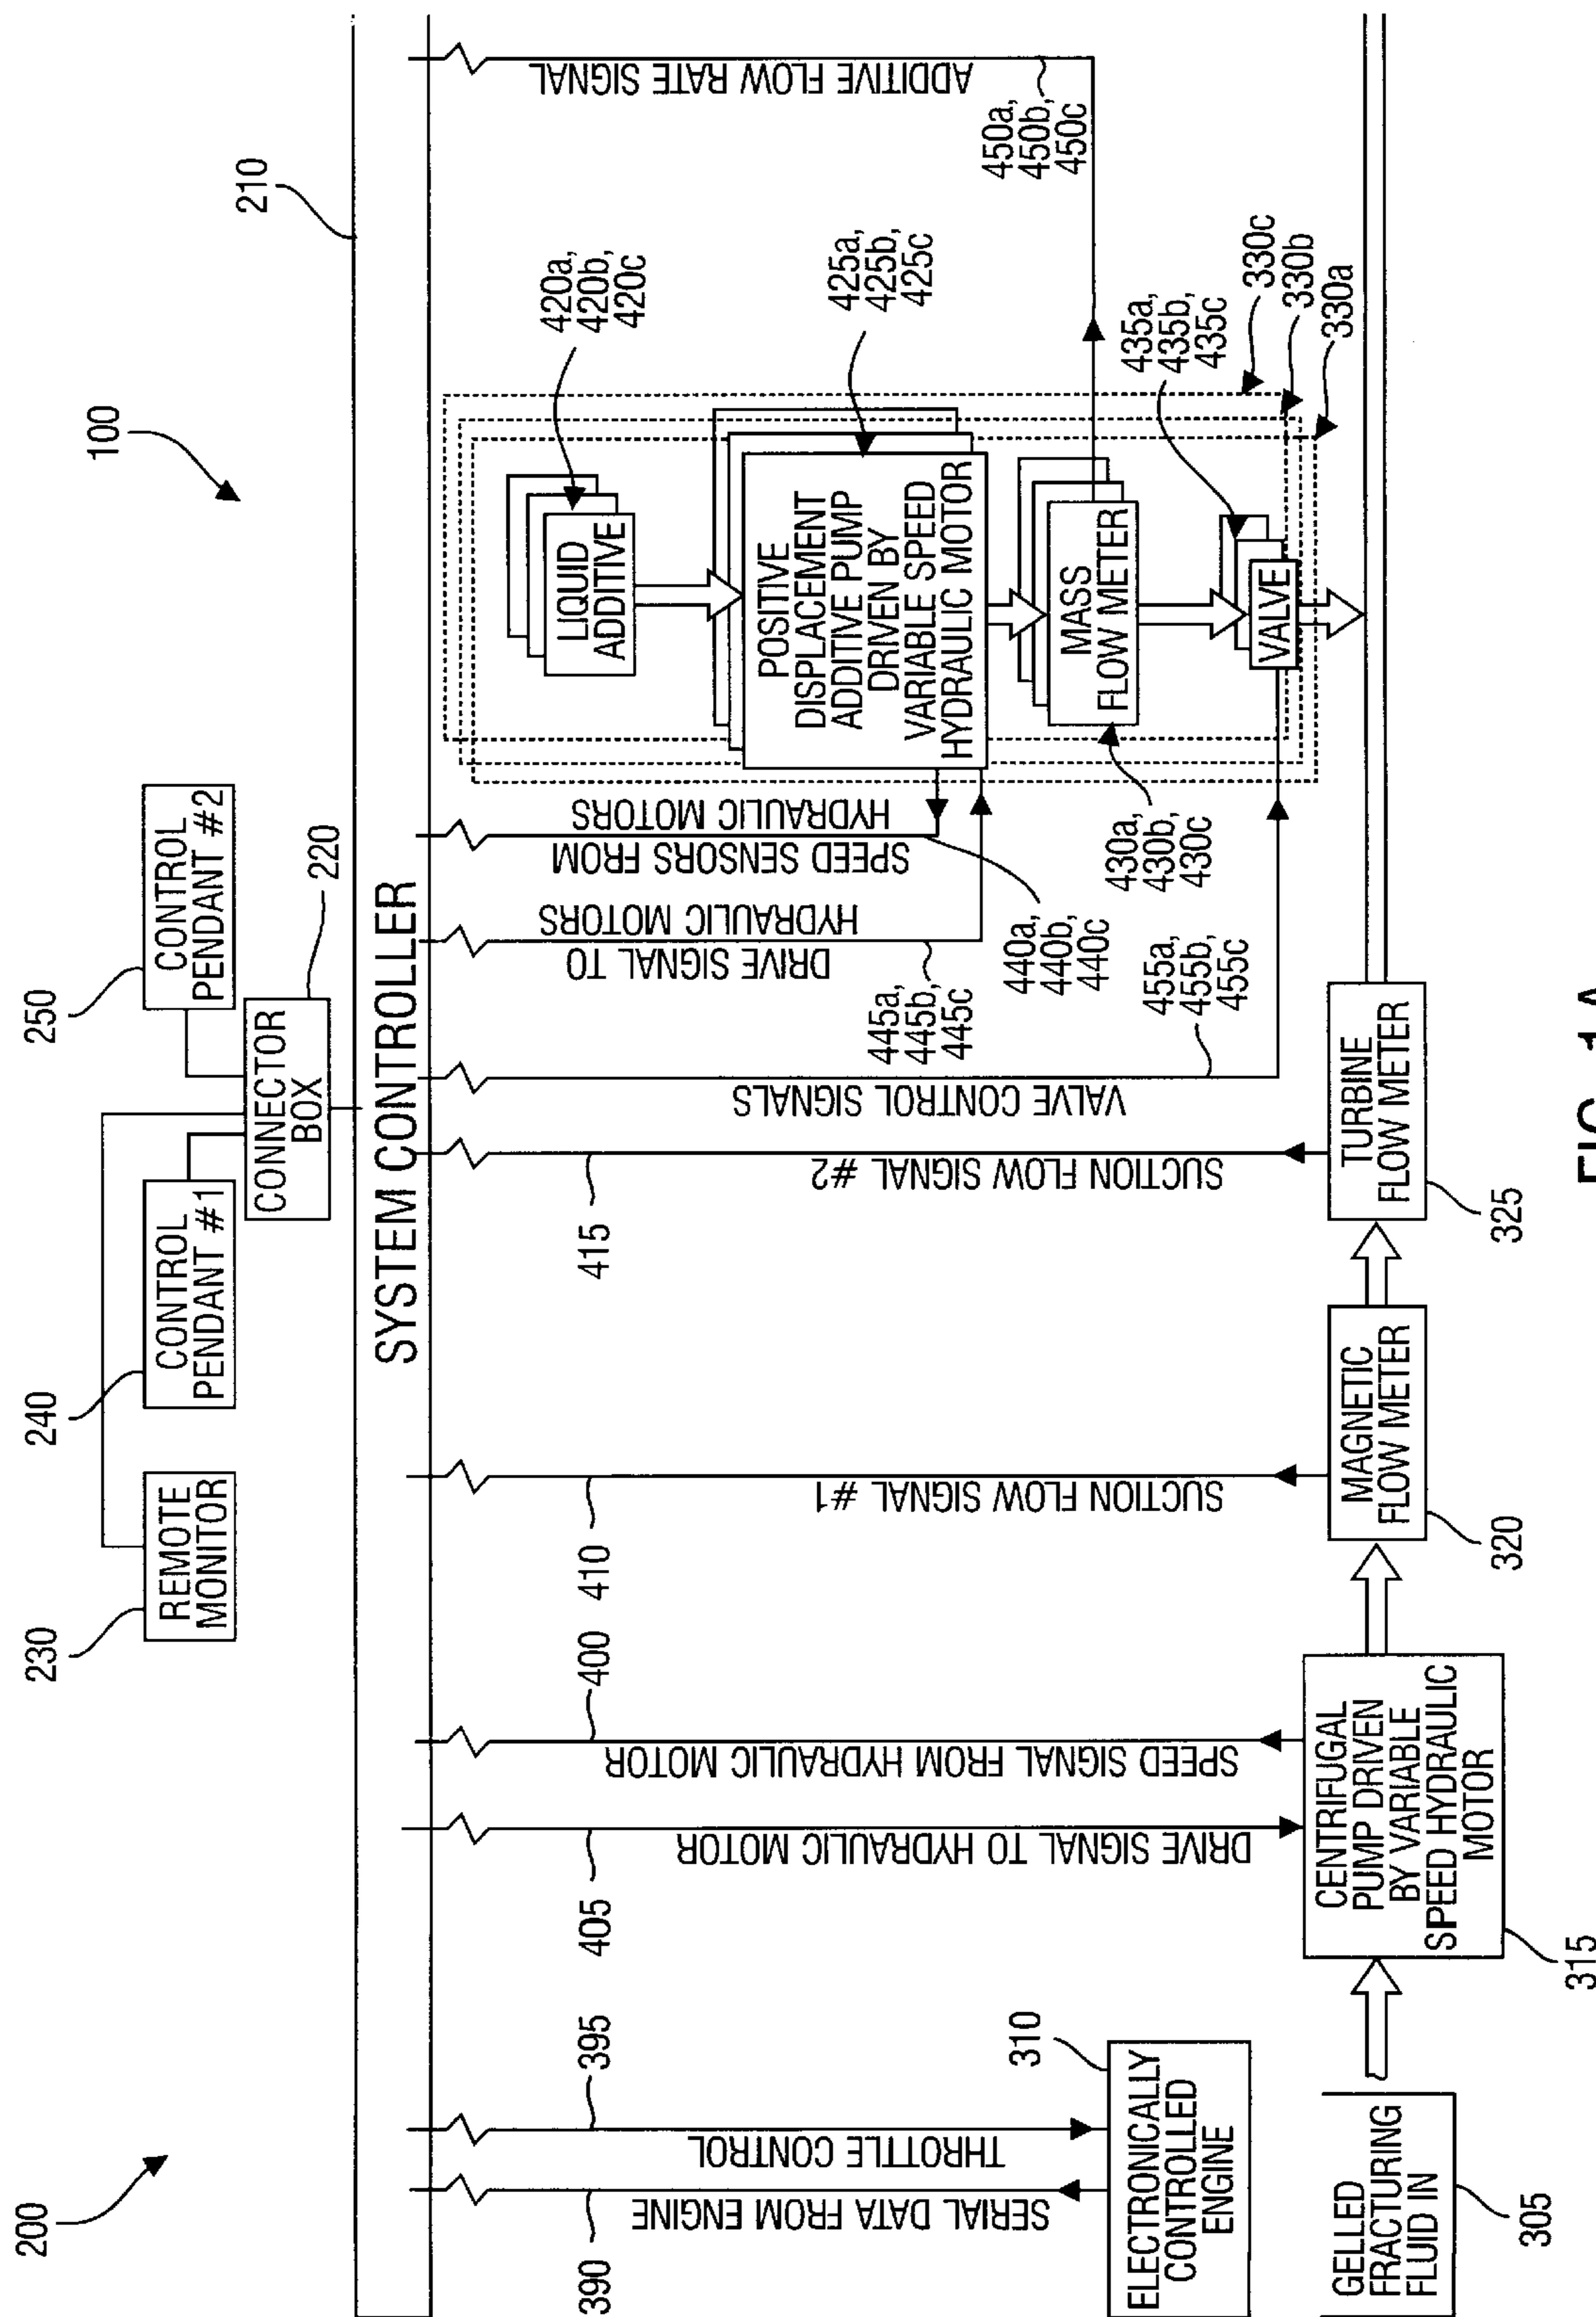 200
100
230
REMOTE
MONITOR
240
CONTROL
PENDANT #1
250
CONTROL
PENDANT #2
CONNECTOR
BOX
220
210
SYSTEM CONTROLLER
390
SERIAL DATA FROM ENGINE
395
THROTTLE CONTROL
405
DRIVE SIGNAL TO HYDRAULIC MOTOR
400
SPEED SIGNAL FROM HYDRAULIC MOTOR
410
SUCTION FLOW SIGNAL #1
415
SUCTION FLOW SIGNAL #2
VALVE CONTROL SIGNALS
455a,
455b,
455c
DRIVE SIGNAL TO
HYDRAULIC MOTORS
445a,
445b,
445c
SPEED SENSORS FROM
HYDRAULIC MOTORS
440a,
440b,
440c
LIQUID
ADDITIVE
420a,
420b,
420c
POSITIVE
DISPLACEMENT
ADDITIVE PUMP
DRIVEN BY
VARIABLE SPEED
HYDRAULIC MOTOR
425a,
425b,
425c
MASS
FLOW METER
430a,
430b,
430c
VALVE
435a,
435b,
435c
330c
330b
330a
ADDITIVE FLOW RATE SIGNAL
450a,
450b,
450c
310
ELECTRONICALLY
CONTROLLED
ENGINE
GELLED
FRACTURING
FLUID IN
305
CENTRIFUGAL
PUMP DRIVEN
BY VARIABLE
SPEED HYDRAULIC
MOTOR
315
MAGNETIC
FLOW METER
320
TURBINE
FLOW METER
325
FIG. 1A